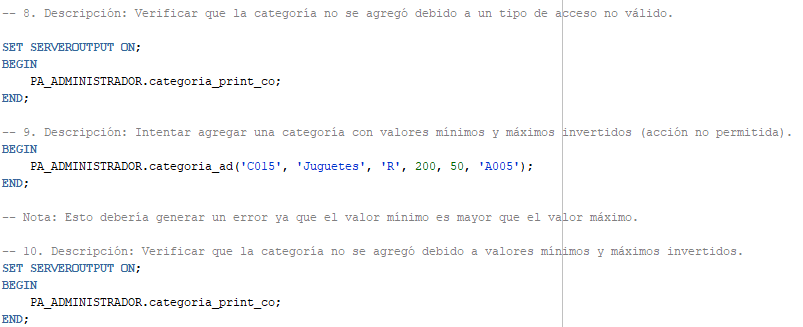 -- 8. Descripción: Verificar que la categoría no se agregó debido a un tipo de acceso no válido.
SET SERVEROUTPUT ON;
BEGIN
PA_ADMINISTRADOR.categoria_print_co;
END;
-- 9. Descripción: Intentar agregar una categoría con valores mínimos y máximos invertidos (acción no permitida).
BEGIN
PA_ADMINISTRADOR.categoria_ad('C015', 'Juguetes', 'R', 200, 50, 'A005');
END;
-- Nota: Esto debería generar un error ya que el valor mínimo es mayor que el valor máximo.
-- 10. Descripción: Verificar que la categoría no se agregó debido a valores mínimos y máximos invertidos.
SET SERVEROUTPUT ON;
BEGIN
PA_ADMINISTRADOR.categoria_print_co;
END;